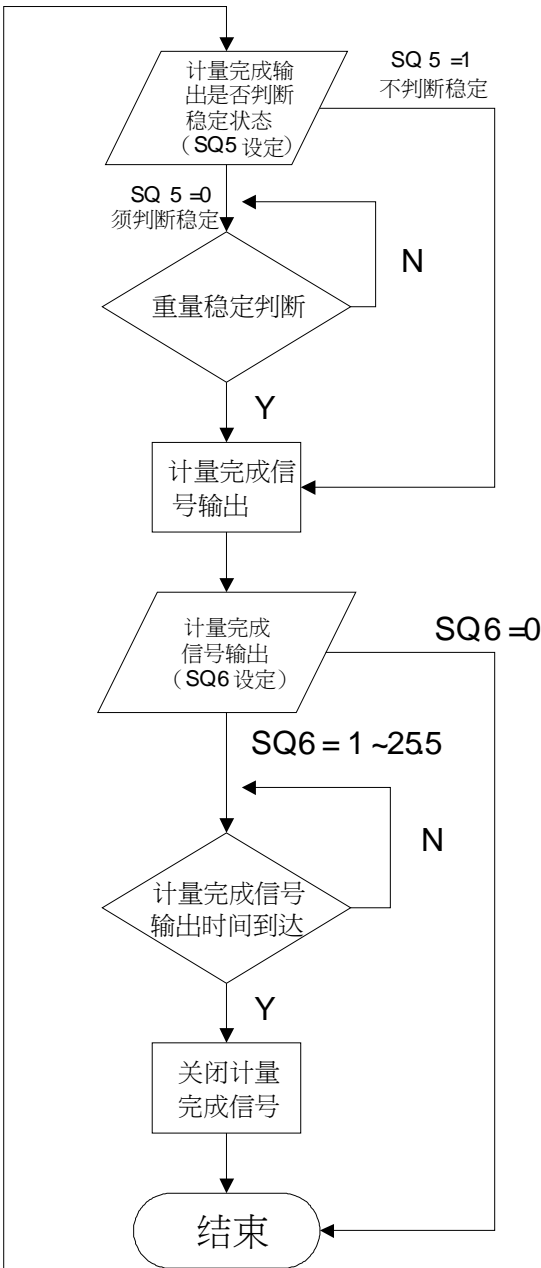 计量完成输
出是否判断
稳定状态
（SQ5 设定）
SQ 5 =1
不判断稳定
SQ 5 =0
须判断稳定
N
重量稳定判断
Y
计量完成信
号输出
计量完成
信号输出
（SQ6 设定）
SQ6 =0
SQ6 = 1 ~25.5
N
计量完成信号
输出时间到达
Y
关闭计量
完成信号
结束